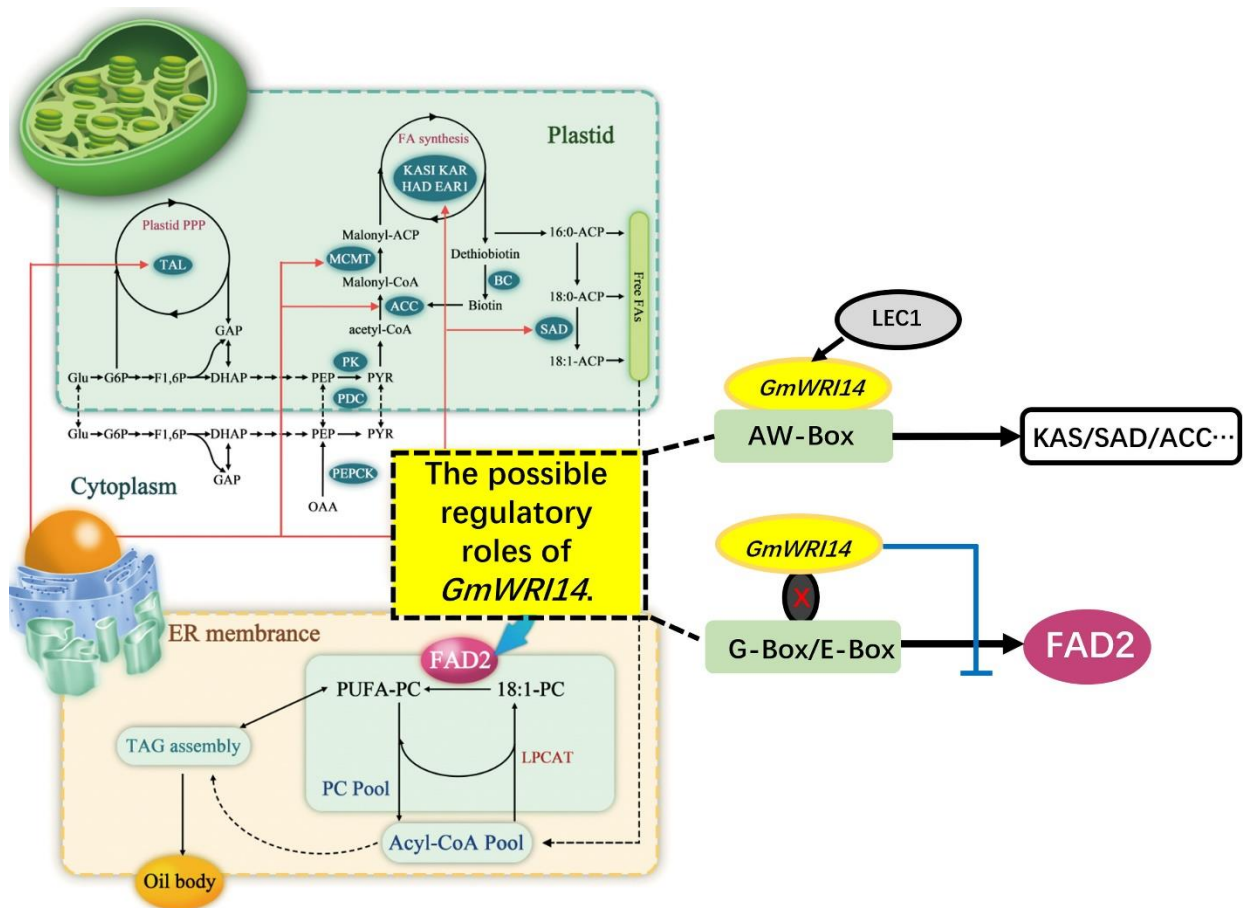 Plastid
FA synthesis
KASI KAR
HAD EAR1
Plastid PPP
TAL
Malonyl-ACP
MCMT
Malonyl-CoA
ACC
acetyl-CoA
Dethiobiotin
BC
Biotin
16:0-ACP
18:0-ACP
SAD
18:1-ACP
Free FAs
GAP
PK
Glu G6P F1,6P DHAP PEP PYR
PDC
Glu G6P F1,6P DHAP PEP PYR
GAP
PEPCK
OAA
Cytoplasm
The possible
regulatory
roles of
GmWRI14.
LEC1
GmWRI14
AW-Box
KAS/SAD/ACC···
GmWRI14
X
G-Box/E-Box
FAD2
ER membrance
FAD2
PUFA-PC
18:1-PC
TAG assembly
LPCAT
PC Pool
Acyl-CoA Pool
Oil body